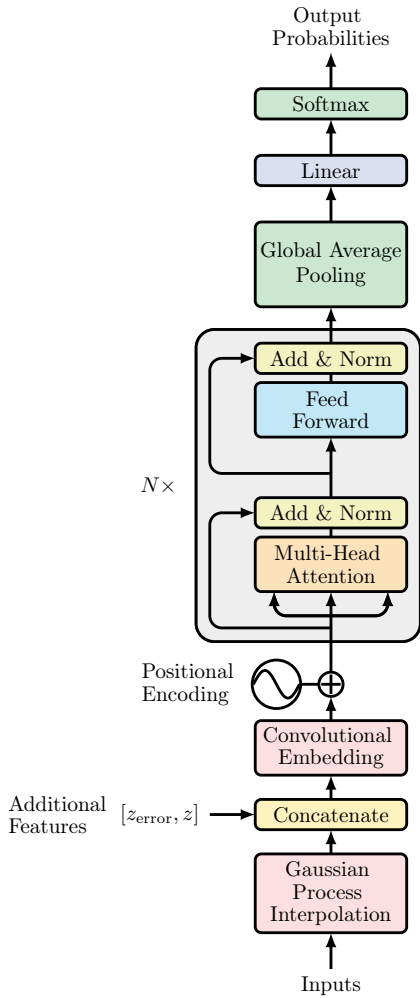 Output
Probabilities
Softmax
Linear
Global Average
Pooling
Add & Norm
Feed
Forward
N×
Add & Norm
Multi-Head
Attention
Positional
Encoding
Convolutional
Embedding
Additional
Features
[z_error, z]
Concatenate
Gaussian
Process
Interpolation
Inputs